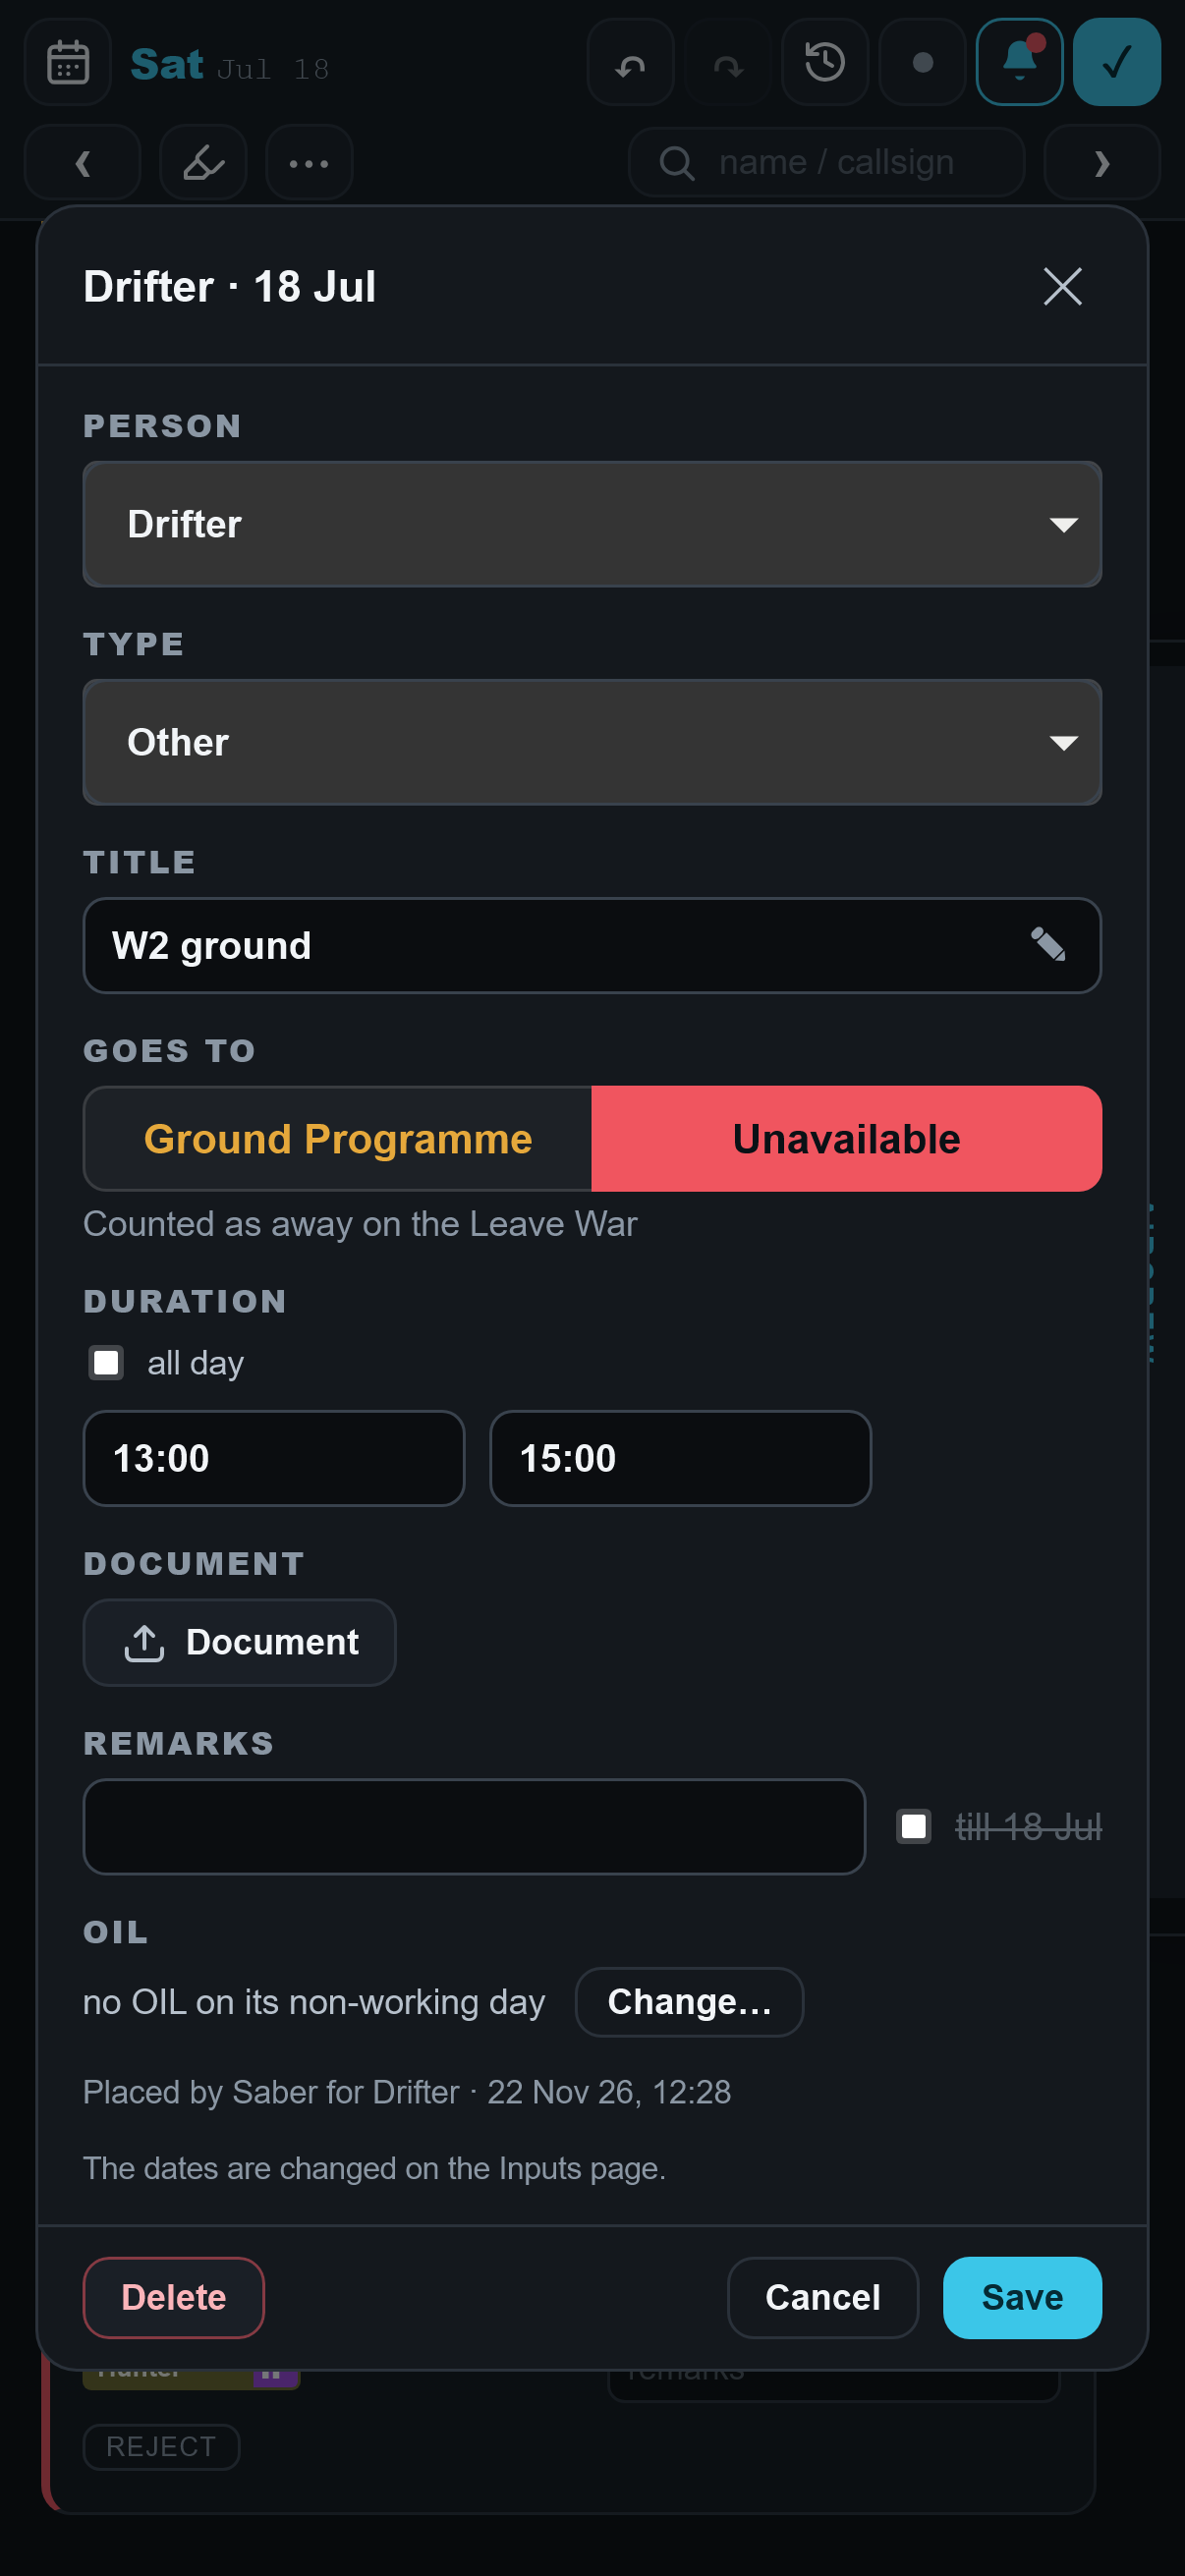 Sat Jul 18
name / callsign
Drifter · 18 Jul
PERSON
Drifter
TYPE
Other
TITLE
W2 ground
GOES TO
Ground Programme
Unavailable
Counted as away on the Leave War
DURATION
all day
13:00
15:00
DOCUMENT
Document
REMARKS
till 18 Jul
OIL
no OIL on its non-working day
Change...
Placed by Saber for Drifter · 22 Nov 26, 12:28
The dates are changed on the Inputs page.
Delete
Cancel
Save
Hunter
remarks
REJECT